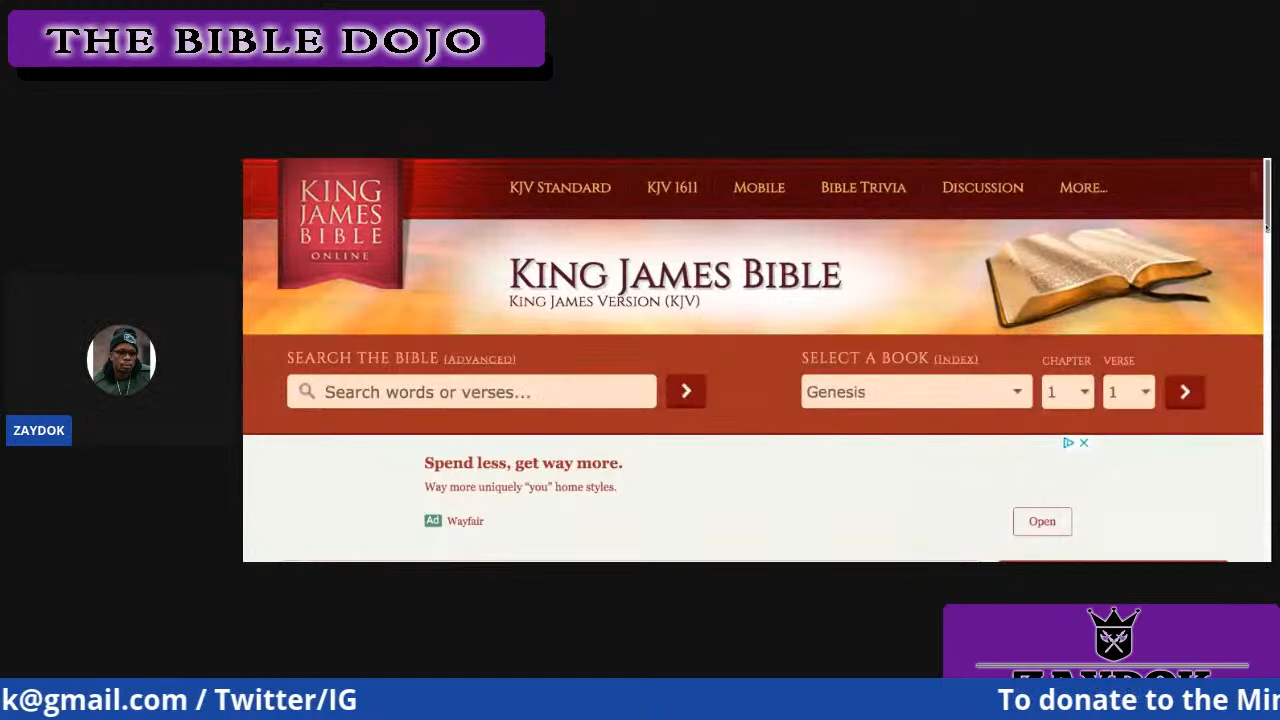 THE BIBLE DOJO
KING
JAMES
BIBLE
ONLINE
KJV STANDARD
KJV 1611
MOBILE
BIBLE TRIVIA
DISCUSSION
MORE...
KING JAMES BIBLE
KING JAMES VERSION (KJV)
SEARCH THE BIBLE (ADVANCED)
SELECT A BOOK (INDEX)
CHAPTER
VERSE
Search words or verses...
Genesis
1
1
Spend less, get way more.
Way more uniquely “you” home styles.
Ad Wayfair
Open
ZAYDOK
ZAYDOK
k@gmail.com / Twitter/IG
To donate to the